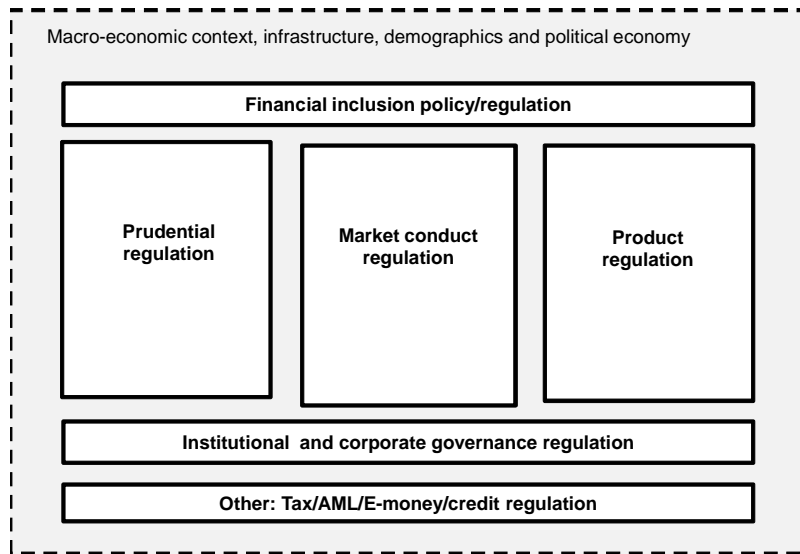 Macro-economic context, infrastructure, demographics and political economy
Financial inclusion policy/regulation
Prudential
regulation
Market conduct
regulation
Product
regulation
Institutional and corporate governance regulation
Other: Tax/AML/E-money/credit regulation